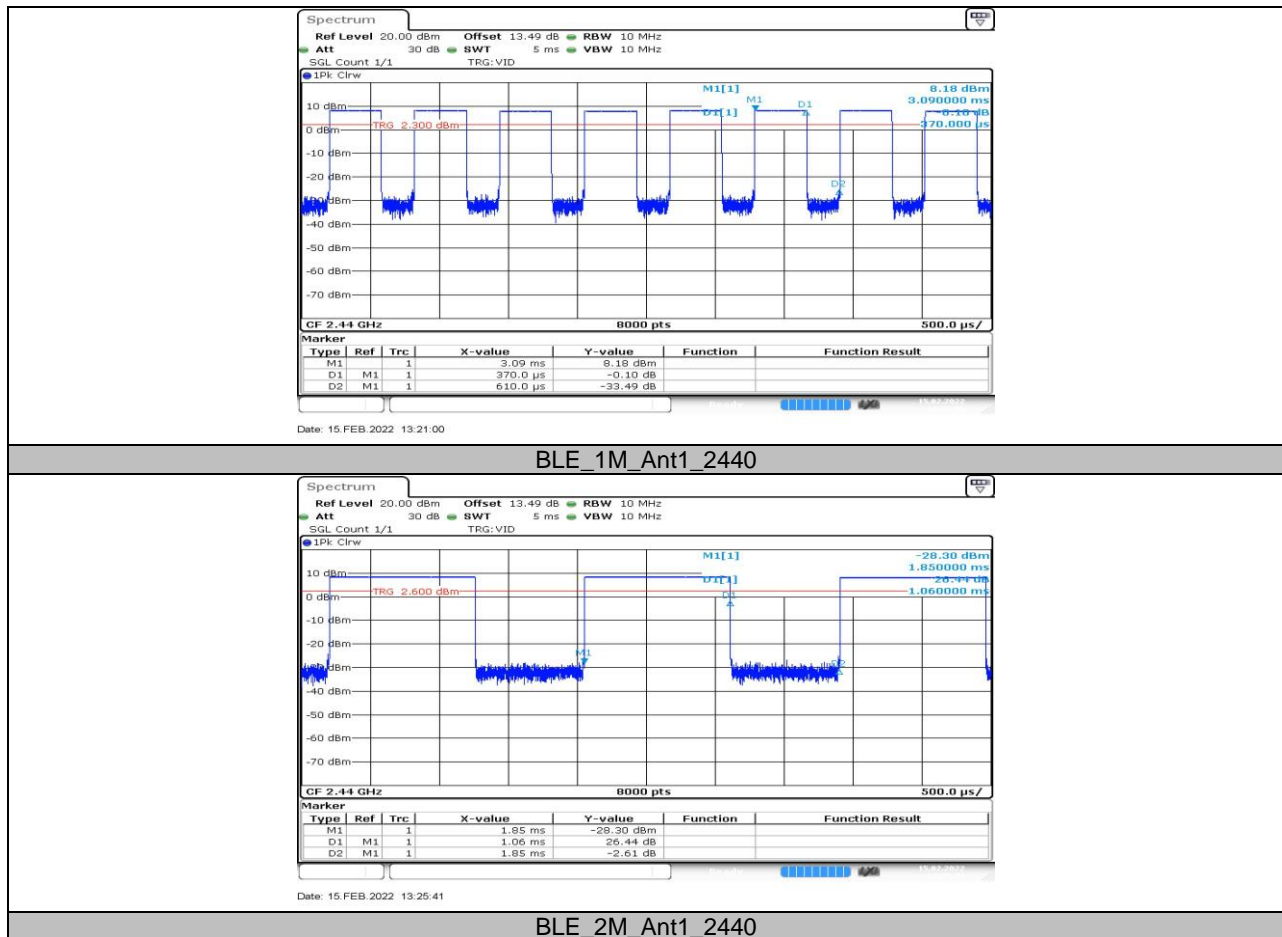 Spectrum
Ref Level 20.00 dBm Offset 13.49 dB RBW 10 MHz
Att 30 dB SWT 5 ms VBW 10 MHz
SGL Count 1/1 TRG:VID
1Pk Clrw
M1[1] 8.18 dBm
3.090000 ms
D1[1] -0.10 dB
370.000 µs
M1
D1
D2
10 dBm
TRG 2.300 dBm
0 dBm
-10 dBm
-20 dBm
-30 dBm
-40 dBm
-50 dBm
-60 dBm
-70 dBm
CF 2.44 GHz 8000 pts 500.0 µs/
Marker
Type Ref Trc X-value Y-value Function Function Result
M1 1 3.09 ms 8.18 dBm
D1 M1 1 370.0 µs -0.10 dB
D2 M1 1 610.0 µs -33.49 dB
Date: 15.FEB.2022 13:21:00
BLE_1M_Ant1_2440
Spectrum
Ref Level 20.00 dBm Offset 13.49 dB RBW 10 MHz
Att 30 dB SWT 5 ms VBW 10 MHz
SGL Count 1/1 TRG:VID
1Pk Clrw
M1[1] -28.30 dBm
1.850000 ms
D1[1] 26.44 dB
1.060000 ms
10 dBm
TRG 2.600 dBm
0 dBm
D1
-10 dBm
-20 dBm
M1
D2
-30 dBm
-40 dBm
-50 dBm
-60 dBm
-70 dBm
CF 2.44 GHz 8000 pts 500.0 µs/
Marker
Type Ref Trc X-value Y-value Function Function Result
M1 1 1.85 ms -28.30 dBm
D1 M1 1 1.06 ms 26.44 dB
D2 M1 1 1.85 ms -2.61 dB
Date: 15.FEB.2022 13:25:41
BLE_2M_Ant1_2440